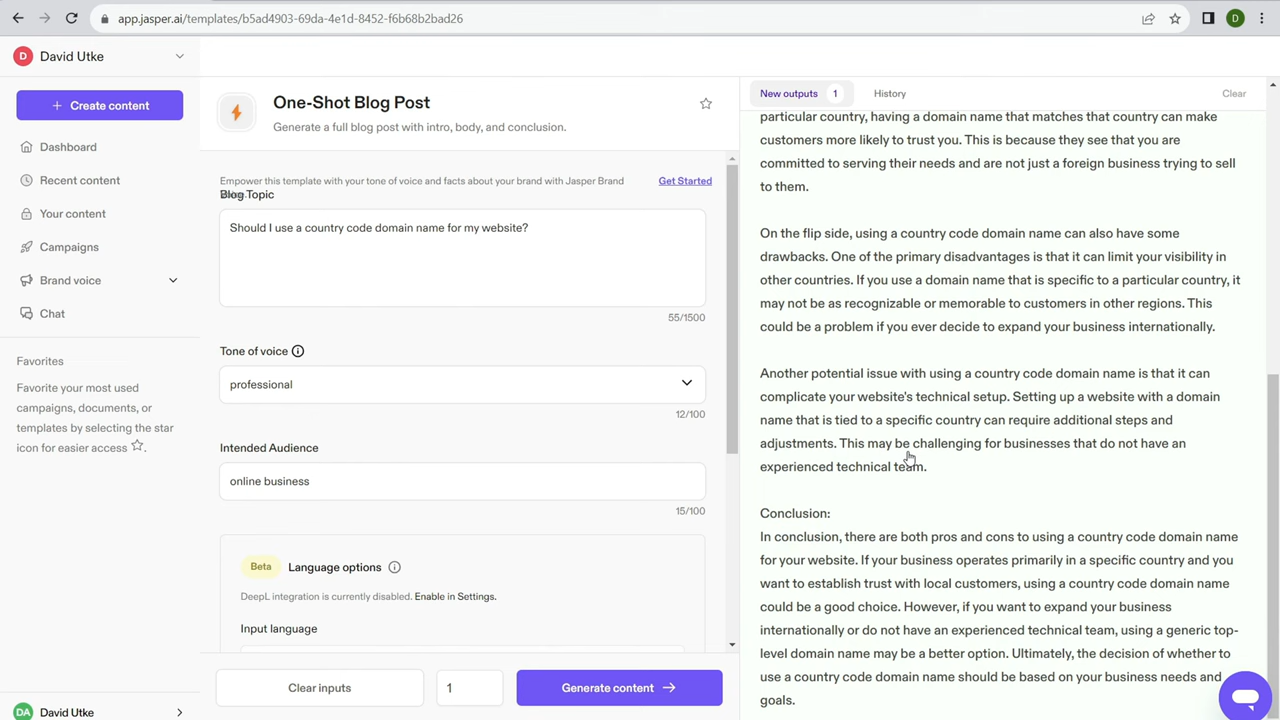 app.jasper.ai/templates/b5ad4903-69da-4e1d-8452-f6b68b2bad26
D
D
David Utke
+ Create content
Dashboard
Recent content
Your content
Campaigns
Brand voice
Chat
Favorites
Favorite your most used
campaigns, documents, or
templates by selecting the star
icon for easier access ☆.
DA
David Utke
One-Shot Blog Post
Generate a full blog post with intro, body, and conclusion.
Empower this template with your tone of voice and facts about your brand with Jasper Brand
Get Started
Blog Topic
Should I use a country code domain name for my website?
55/1500
Tone of voice
professional
12/100
Intended Audience
online business
15/100
Beta
Language options
DeepL integration is currently disabled. Enable in Settings.
Input language
Clear inputs
1
Generate content →
New outputs
1
History
Clear
particular country, having a domain name that matches that country can make
customers more likely to trust you. This is because they see that you are
committed to serving their needs and are not just a foreign business trying to sell
to them.
On the flip side, using a country code domain name can also have some
drawbacks. One of the primary disadvantages is that it can limit your visibility in
other countries. If you use a domain name that is specific to a particular country, it
may not be as recognizable or memorable to customers in other regions. This
could be a problem if you ever decide to expand your business internationally.
Another potential issue with using a country code domain name is that it can
complicate your website's technical setup. Setting up a website with a domain
name that is tied to a specific country can require additional steps and
adjustments. This may be challenging for businesses that do not have an
experienced technical team.
Conclusion:
In conclusion, there are both pros and cons to using a country code domain name
for your website. If your business operates primarily in a specific country and you
want to establish trust with local customers, using a country code domain name
could be a good choice. However, if you want to expand your business
internationally or do not have an experienced technical team, using a generic top-
level domain name may be a better option. Ultimately, the decision of whether to
use a country code domain name should be based on your business needs and
goals.